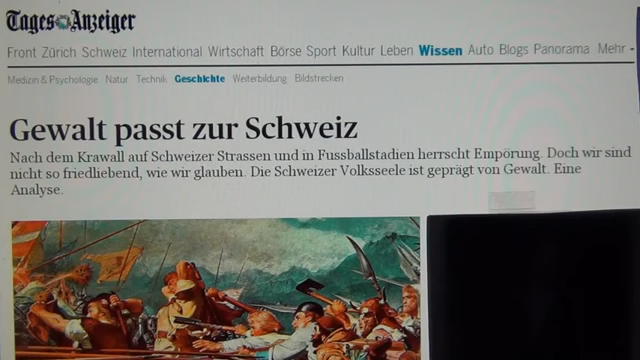 Tages Anzeiger
Front Zürich Schweiz International Wirtschaft Börse Sport Kultur Leben Wissen Auto Blogs Panorama Mehr
Medizin & Psychologie Natur Technik Geschichte Weiterbildung Bildstrecken
Gewalt passt zur Schweiz
Nach dem Krawall auf Schweizer Strassen und in Fussballstadien herrscht Empörung. Doch wir sind
nicht so friedliebend, wie wir glauben. Die Schweizer Volksseele ist geprägt von Gewalt. Eine
Analyse.